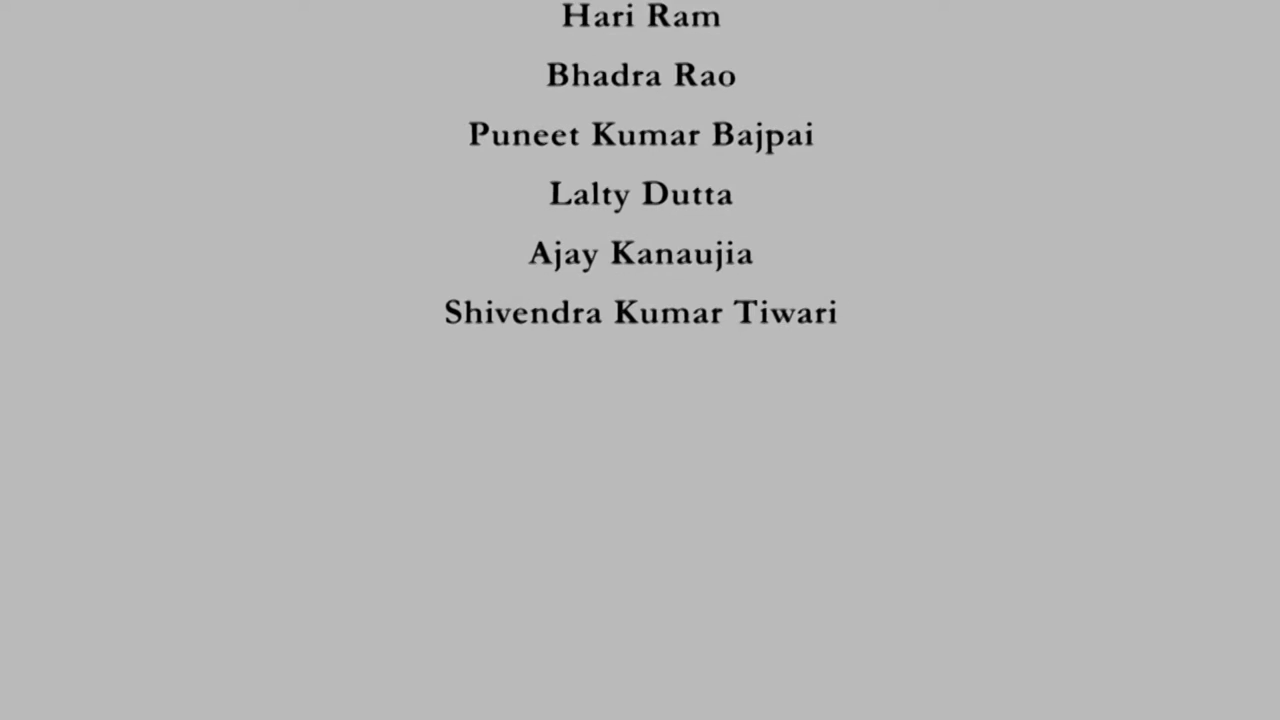 Hari Ram
Bhadra Rao
Puneet Kumar Bajpai
Lalty Dutta
Ajay Kanaujia
Shivendra Kumar Tiwari